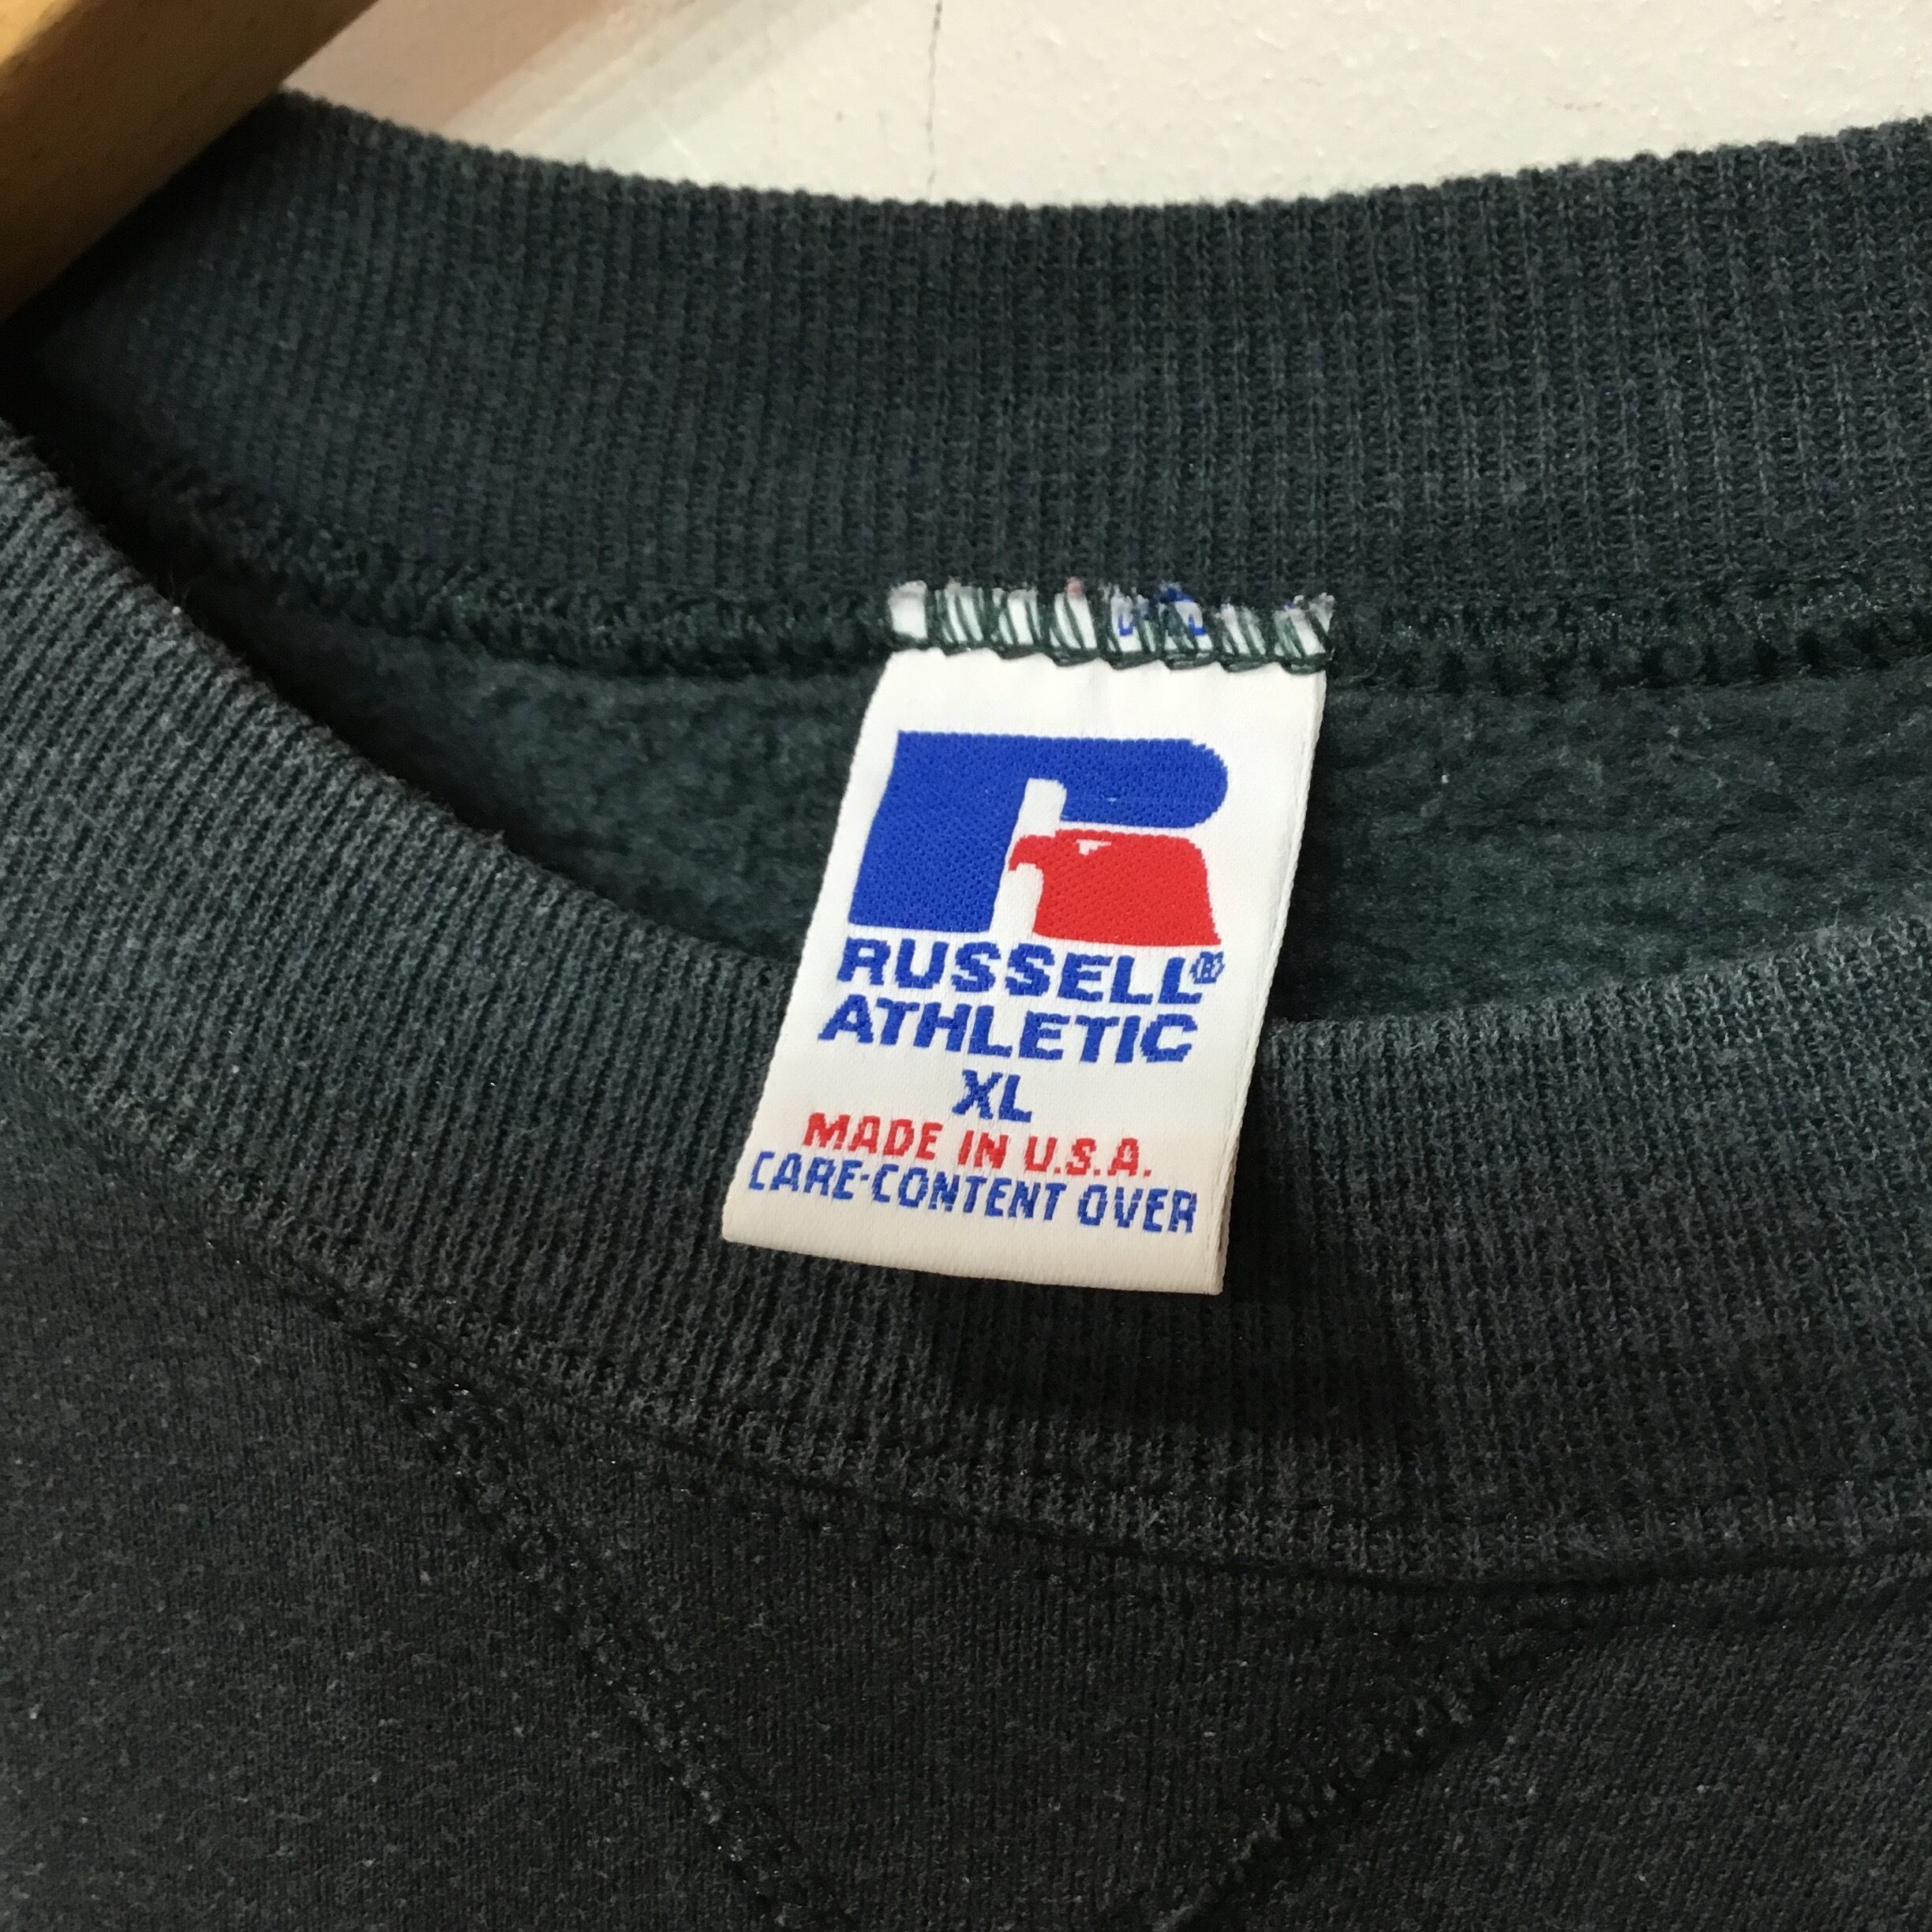 RUSSELL®
ATHLETIC
XL
MADE IN U.S.A.
CARE-CONTENT OVER